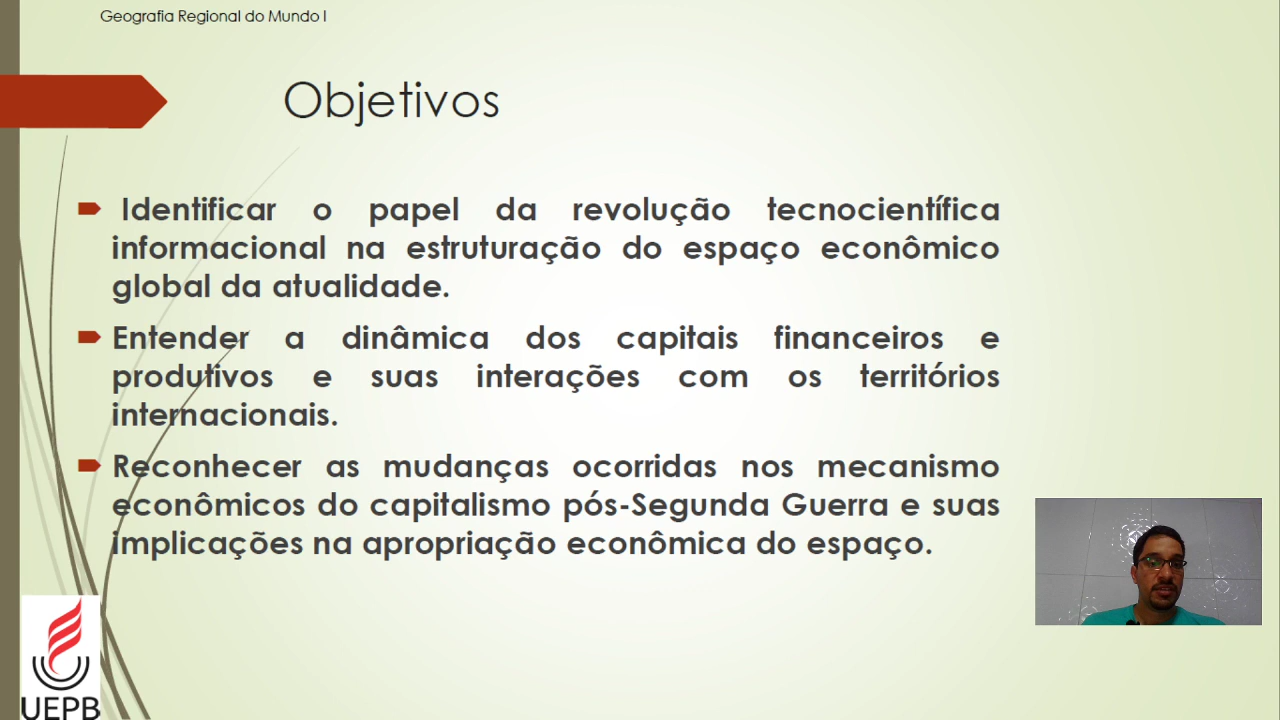 Geografia Regional do Mundo I
Objetivos
Identificar o papel da revolução tecnocientífica
informacional na estruturação do espaço econômico
global da atualidade.
Entender a dinâmica dos capitais financeiros e
produtivos e suas interações com os territórios
internacionais.
Reconhecer as mudanças ocorridas nos mecanismo
econômicos do capitalismo pós-Segunda Guerra e suas
implicações na apropriação econômica do espaço.
UEPB